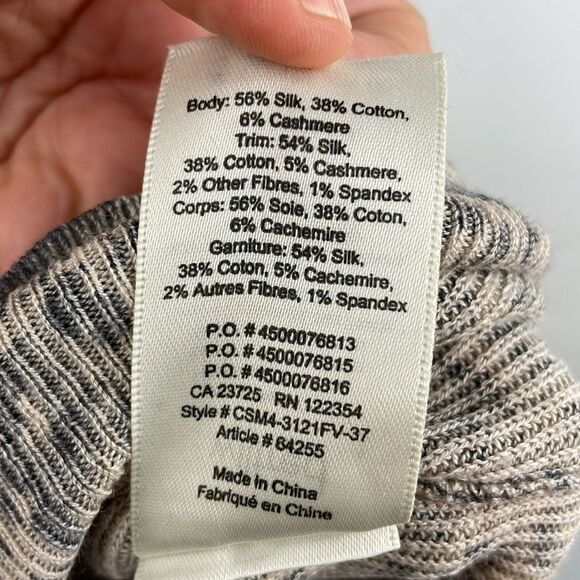 Body: 56% Silk, 38% Cotton,
6% Cashmere
Trim: 54% Silk,
38% Cotton, 5% Cashmere,
2% Other Fibres, 1% Spandex
Corps: 56% Soie, 38% Coton,
6% Cachemire
Garniture: 54% Silk,
38% Coton, 5% Cachemire,
2% Autres Fibres, 1% Spandex
P.O. # 4500076813
P.O. # 4500076815
P.O. # 4500076816
CA 23725 RN 122354
Style # CSM4-3121FV-37
Article # 64255
Made in China
Fabriqué en Chine